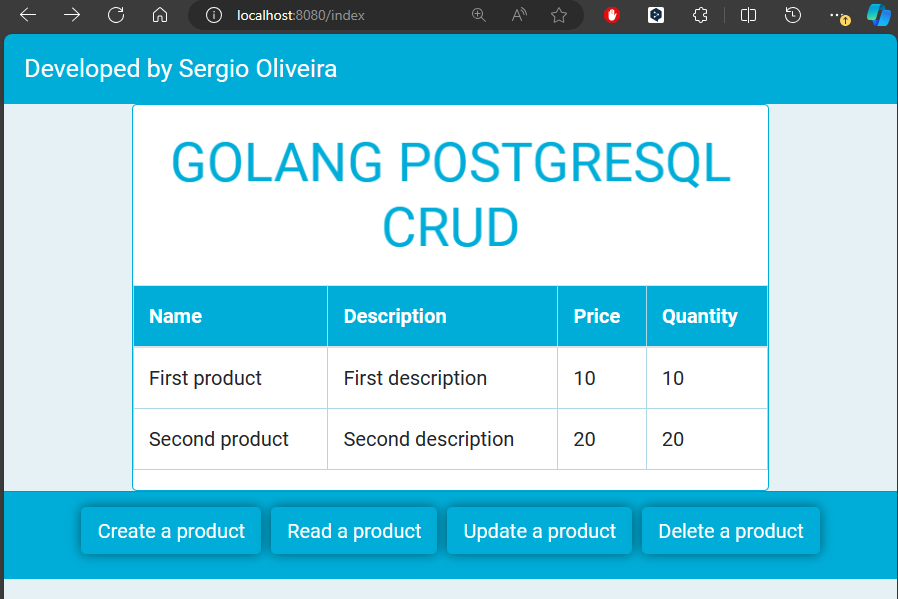 localhost:8080/index
Developed by Sergio Oliveira
GOLANG POSTGRESQL
CRUD
Name Description Price Quantity
First product First description 10 10
Second product Second description 20 20
Create a product Read a product Update a product Delete a product